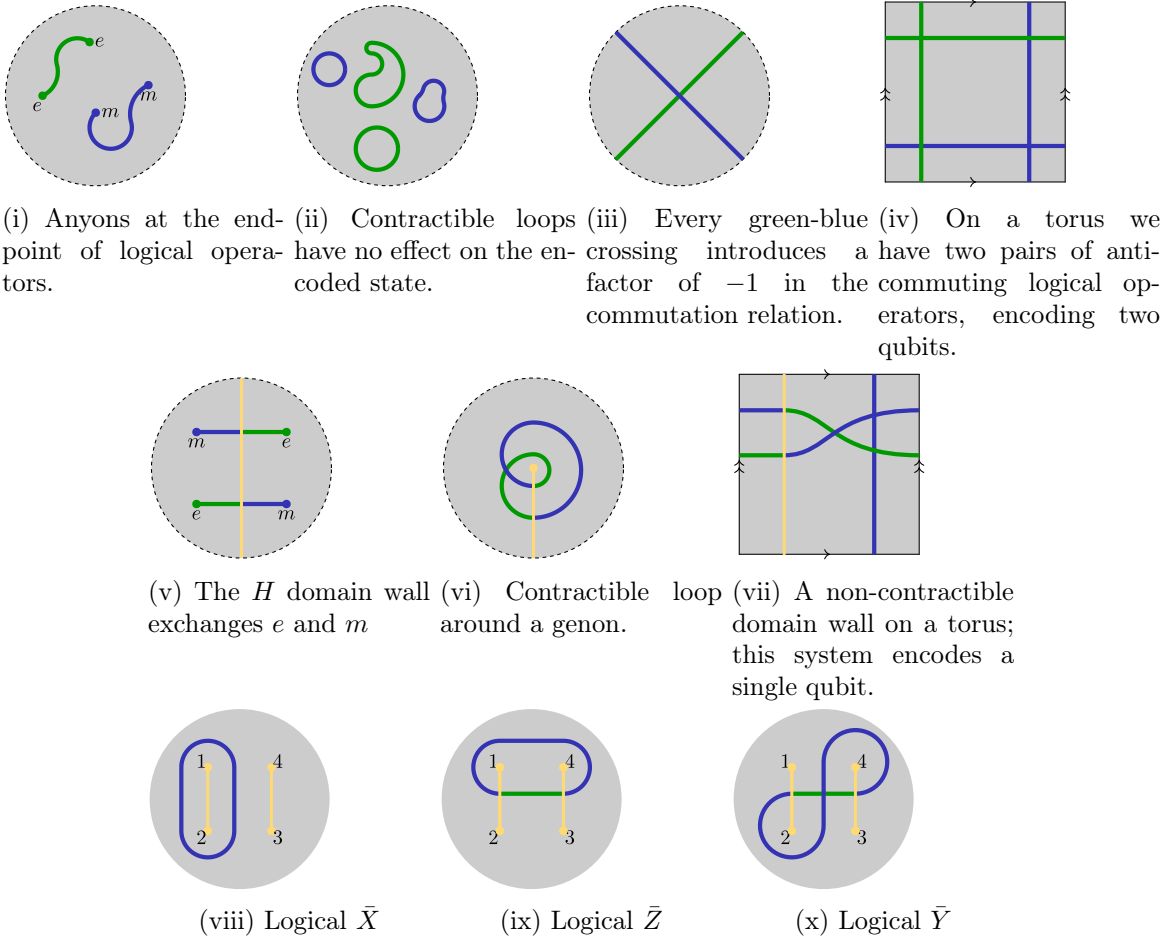 e
e
m
m
(i) Anyons at the end-
point of logical opera-
tors.
(ii) Contractible loops
have no effect on the en-
coded state.
(iii) Every green-blue
crossing introduces a
factor of −1 in the
commutation relation.
(iv) On a torus we
have two pairs of anti-
commuting logical op-
erators, encoding two
qubits.
m
e
e
m
(v) The H domain wall
exchanges e and m
(vi) Contractible loop
around a genon.
(vii) A non-contractible
domain wall on a torus;
this system encodes a
single qubit.
1 4
2 3
(viii) Logical X̄
1 4
2 3
(ix) Logical Z̄
1 4
2 3
(x) Logical Ȳ